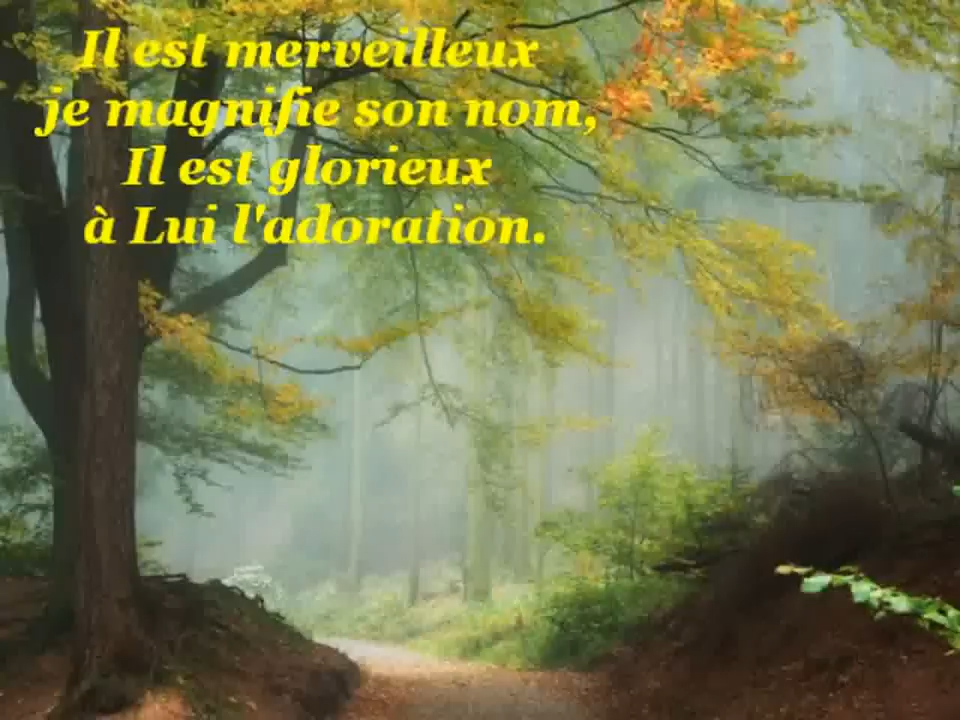 Il est merveilleux
je magnifie son nom,
Il est glorieux
à Lui l'adoration.